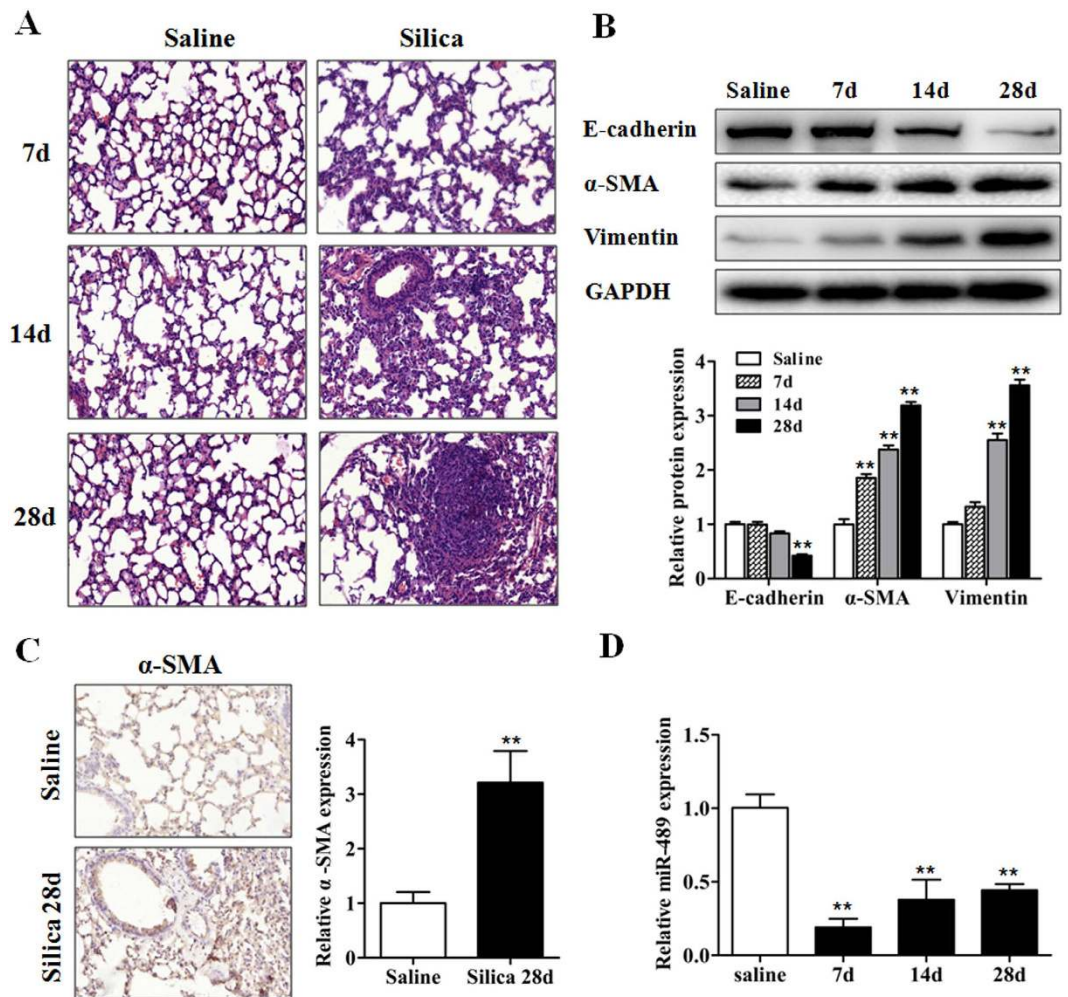 A
Saline Silica
7d
14d
28d
B
Saline 7d 14d 28d
E-cadherin
α-SMA
Vimentin
GAPDH
Relative protein expression
4
3
2
1
0
Saline
7d
14d
28d
**
** ** **
** **
E-cadherin α-SMA Vimentin
C
α-SMA
Saline
Silica 28d
Relative α -SMA expression
4
3
2
1
0
**
Saline Silica 28d
D
Relative miR-489 expression
1.5
1.0
0.5
0.0
** ** **
saline 7d 14d 28d